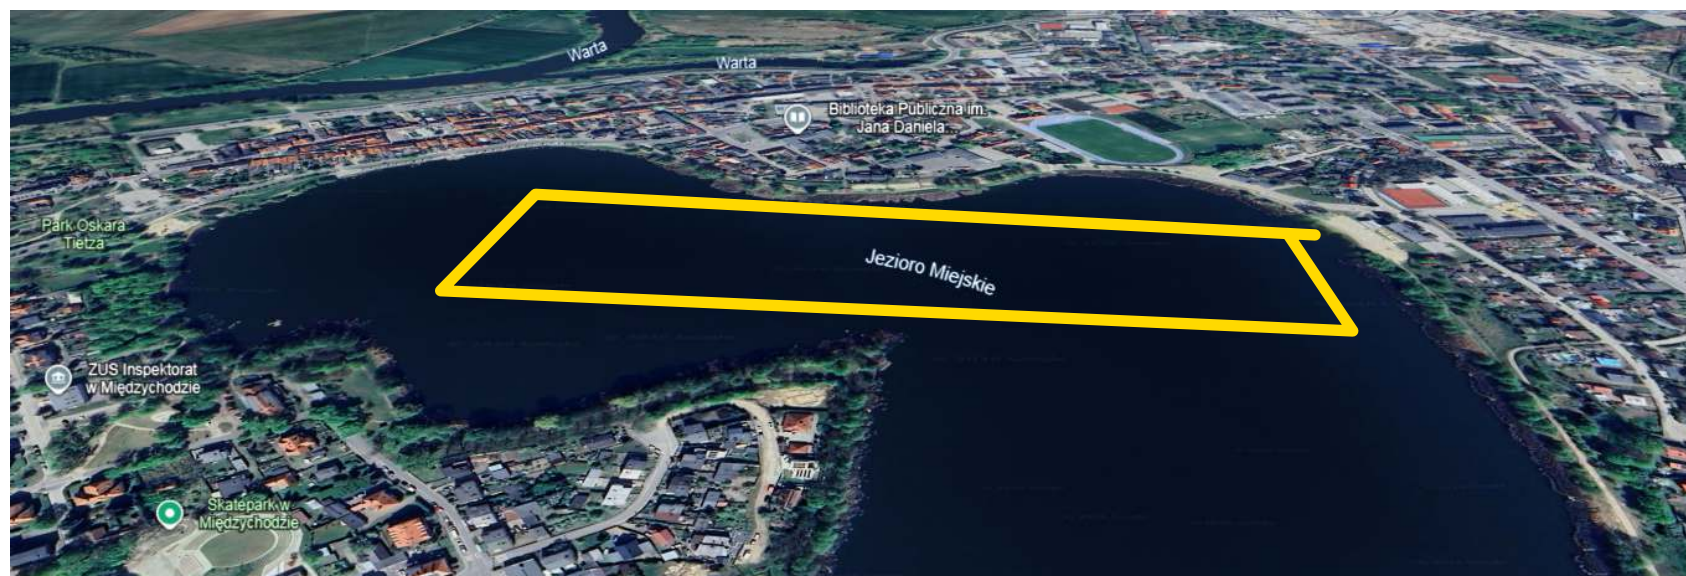 Warta
Warta
Biblioteka Publiczna im.
Jana Daniela...
Park Oskara
Tietza
Jezioro Miejskie
ZUS Inspektorat
w Międzychodzie
Skatepark w
Międzychodzie